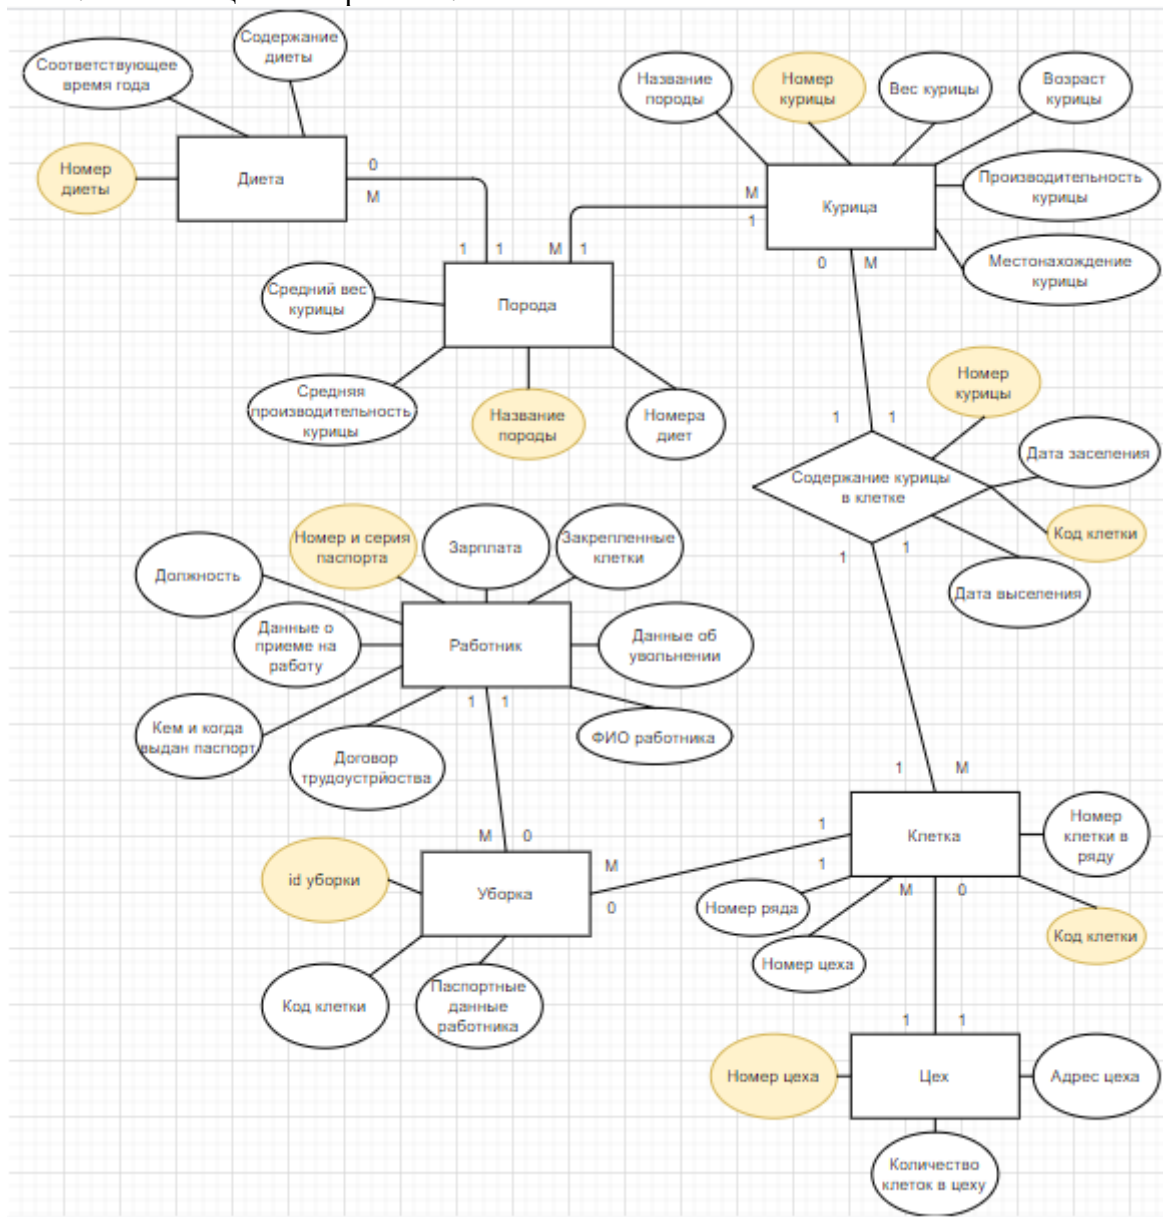 Содержание
диеты
Соответствующее
время года
Номер
диеты
Диета
0
М
Название
породы
Номер
курицы
Вес курицы
Возраст
курицы
Производительность
курицы
Местонахождение
курицы
Курица
М
1
0
М
1
1
М
1
Средний вес
курицы
Порода
Средняя
производительность
курицы
Название
породы
Номера
диет
Номер
курицы
1
1
Содержание курицы
в клетке
Дата заселения
Код клетки
Дата выселения
1
1
Номер и серия
паспорта
Зарплата
Закрепленные
клетки
Должность
Данные о
приеме на
работу
Работник
Данные об
увольнении
Кем и когда
выдан паспорт
Договор
трудоустрйоства
ФИО работника
1
1
М
0
1
М
id уборки
Уборка
М
0
1
1
Клетка
Номер
клетки в
ряду
Номер ряда
Номер цеха
М
0
Код клетки
Код клетки
Паспортные
данные
работника
1
1
Номер цеха
Цех
Адрес цеха
Количество
клеток в цеху